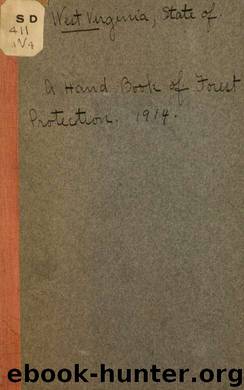 SD
411
W4
West Virginia, State of.
A Hand Book of Forest
Protection. 1914.
ebook-hunter.org